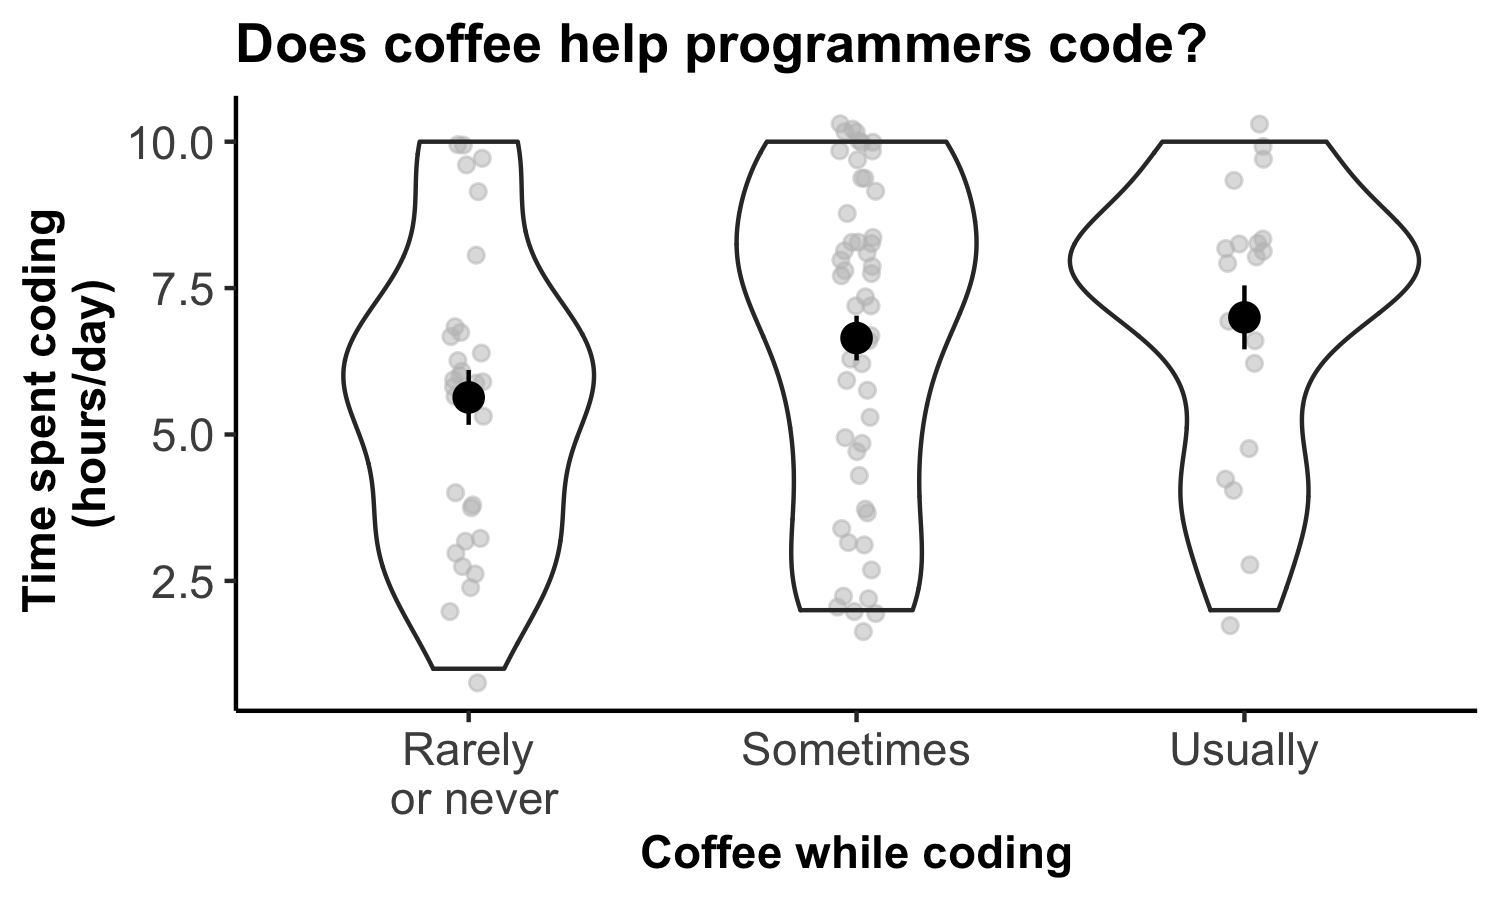 Does coffee help programmers code?
Time spent coding
(hours/day)
10.0
7.5
5.0
2.5
Rarely
or never
Sometimes
Usually
Coffee while coding